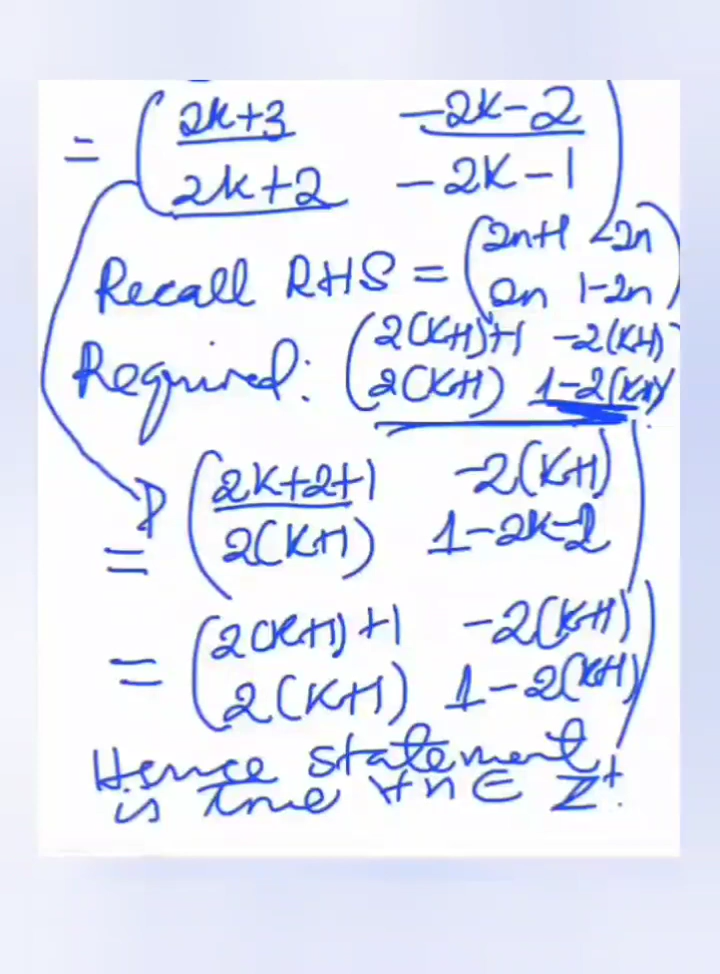 = ( 2k+3 -2k-2
2k+2 -2k-1 )
Recall RHS = ( 2n+1 -2n
2n 1-2n )
Required: ( 2(k+1)+1 -2(k+1)
2(k+1) 1-2(k+1) )
= ( 2k+2+1 -2(k+1)
2(k+1) 1-2k-2 )
= ( 2(k+1)+1 -2(k+1)
2(k+1) 1-2(k+1) )
Hence statement
is true ∀n∈ Z⁺.